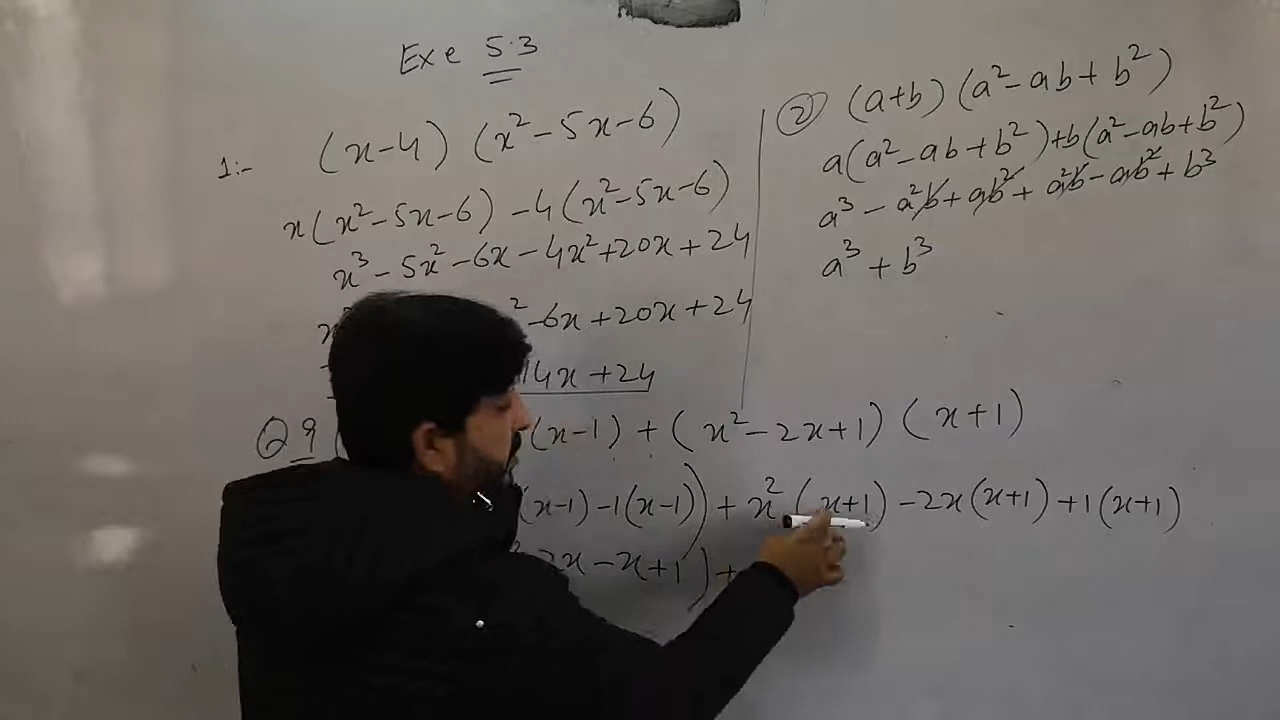 Exe 5.3
1:- (x-4) (x²-5x-6)
x(x²-5x-6) -4(x²-5x-6)
x³-5x²-6x-4x²+20x+24
-6x+20x+24
14x+24
② (a+b) (a²-ab+b²)
a(a²-ab+b²)+b(a²-ab+b²)
a³-a²b+ab²+a²b-ab²+b³
a³+b³
Q9 (x-1) + (x²-2x+1) (x+1)
(x-1) -1(x-1)) + x²(x+1) -2x(x+1) +1(x+1)
2x-x+1) +